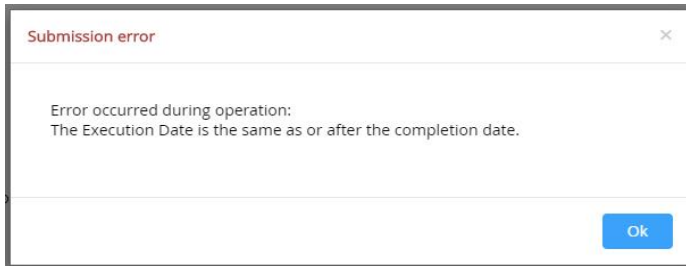 Submission error
×
Error occurred during operation:
The Execution Date is the same as or after the completion date.
Ok